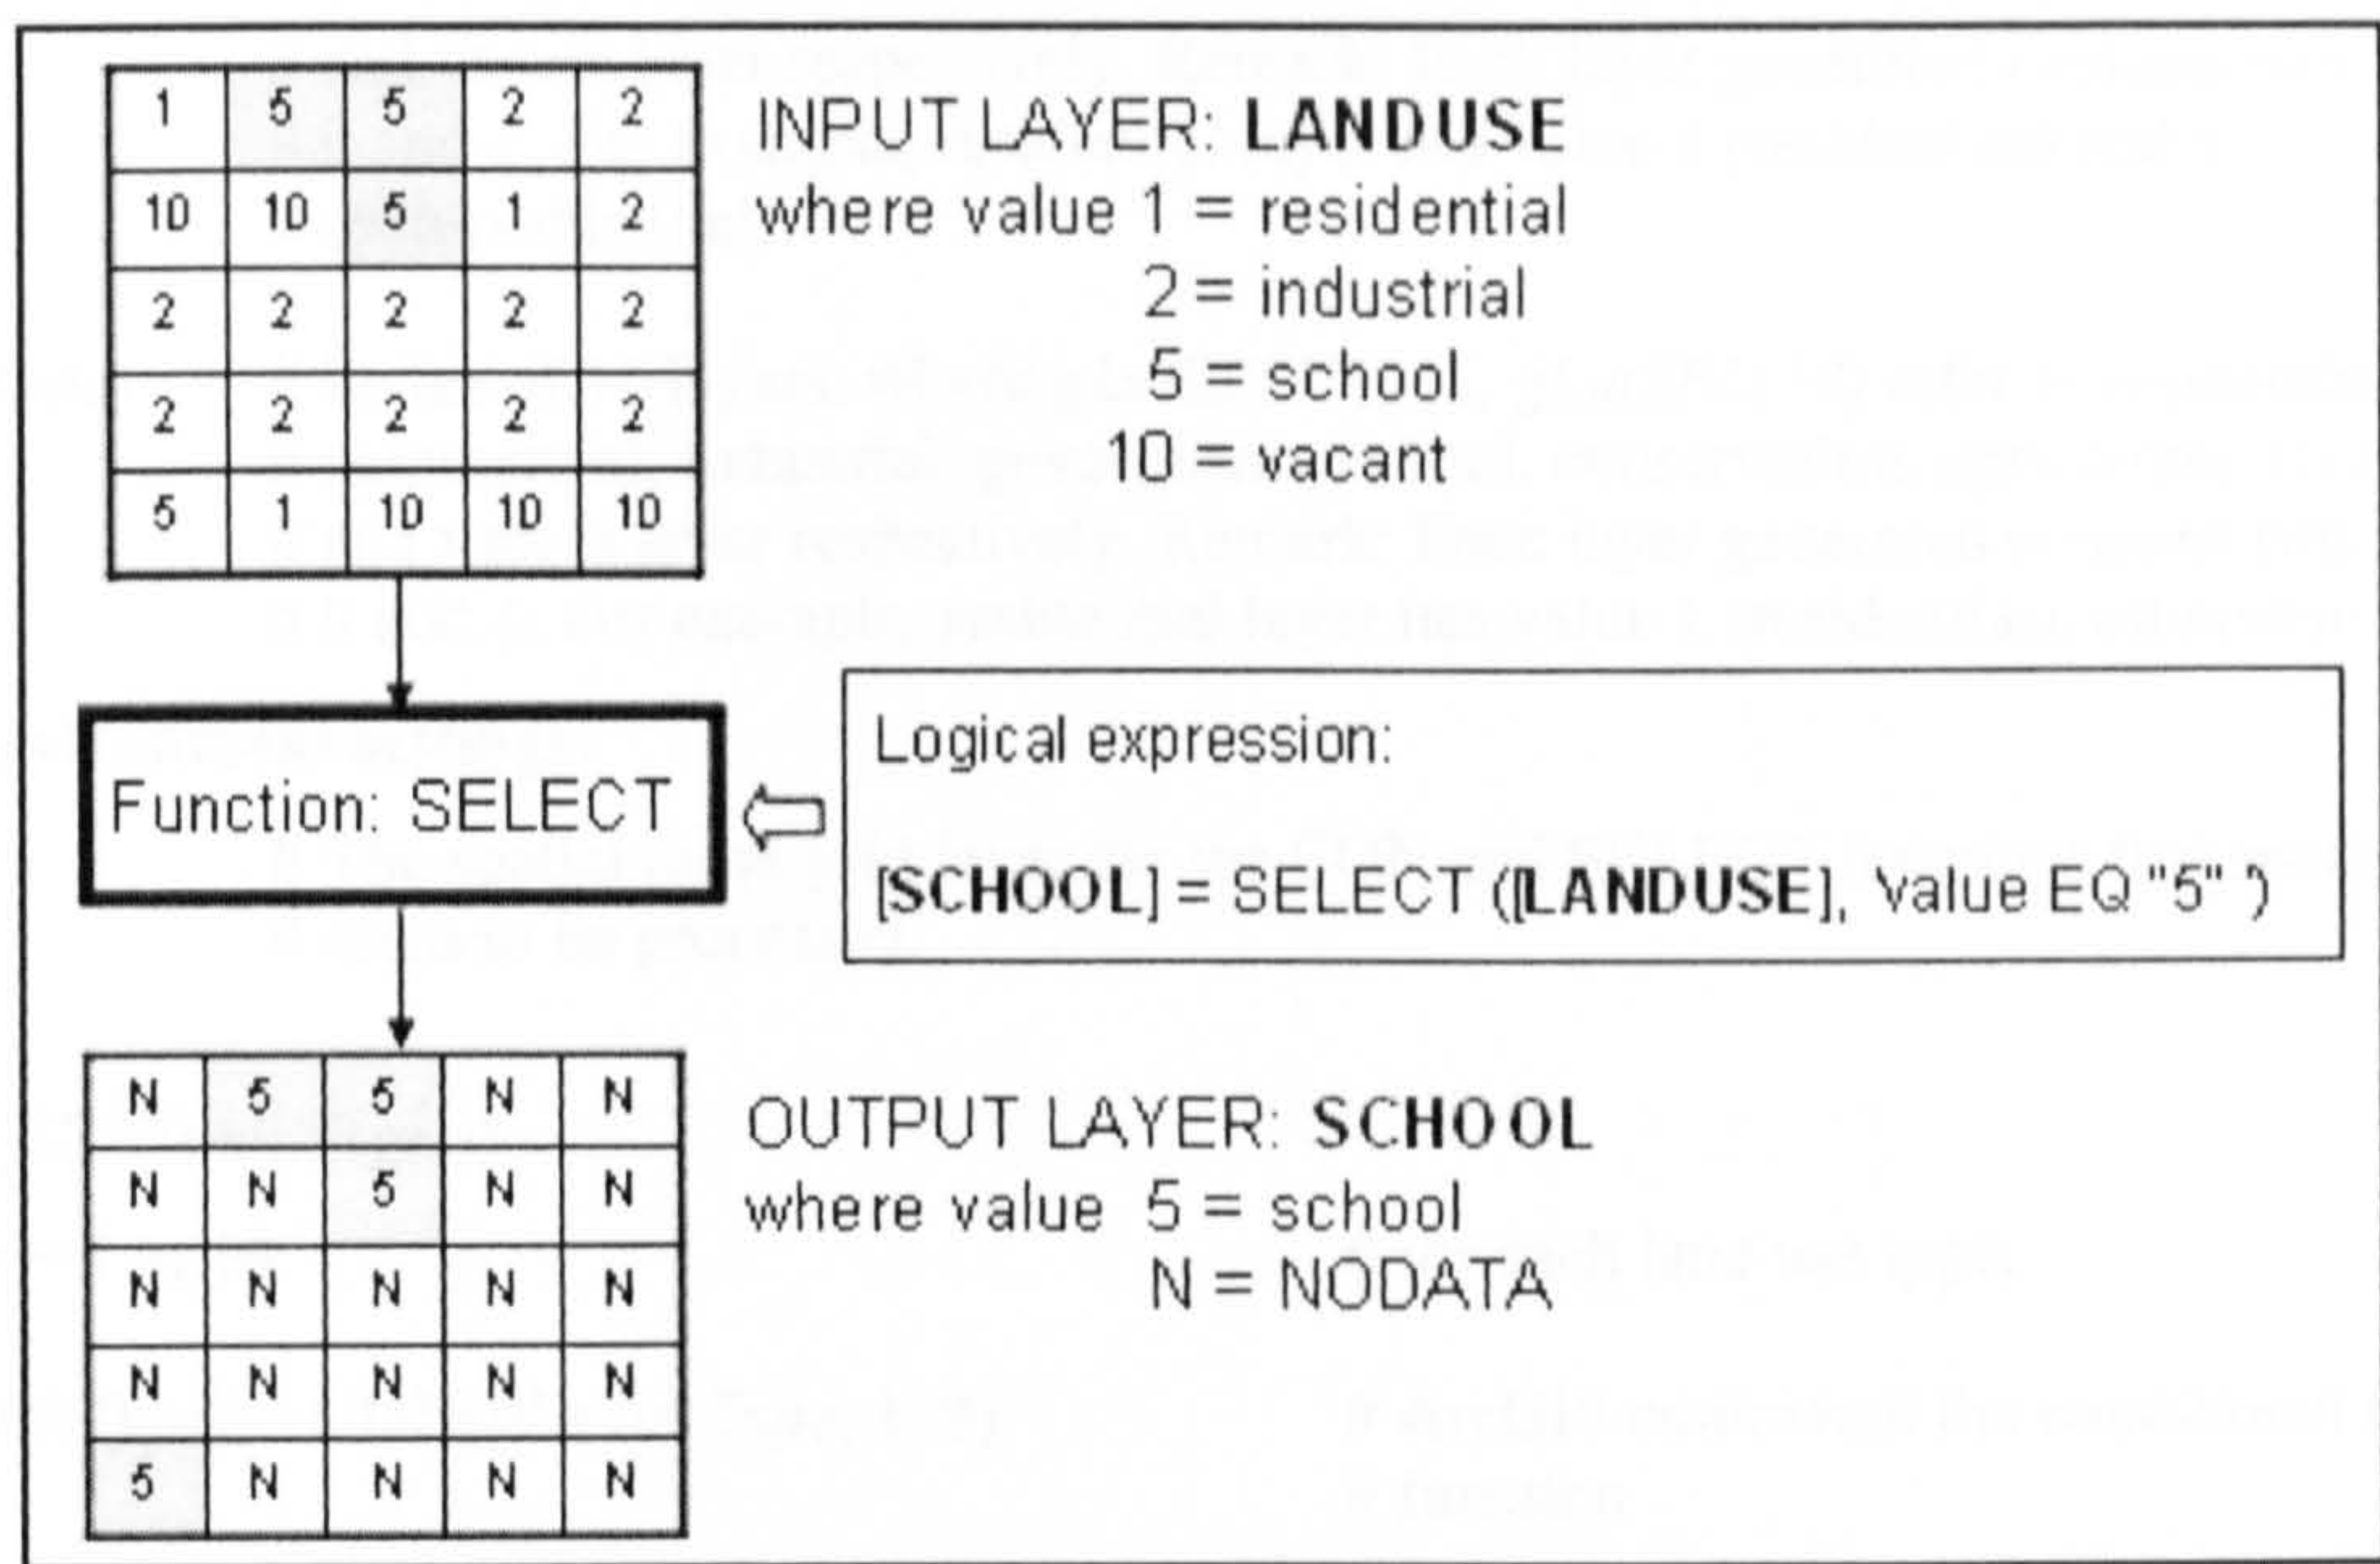 1 5 5 2 2
10 10 5 1 2
2 2 2 2 2
2 2 2 2 2
5 1 10 10 10
INPUT LAYER: LANDUSE
where value 1 = residential
2 = industrial
5 = school
10 = vacant
Function: SELECT
Logical expression:
[SCHOOL] = SELECT ([LANDUSE], Value EQ "5" )
N 5 5 N N
N N 5 N N
N N N N N
N N N N N
5 N N N N
OUTPUT LAYER: SCHOOL
where value 5 = school
N = NODATA